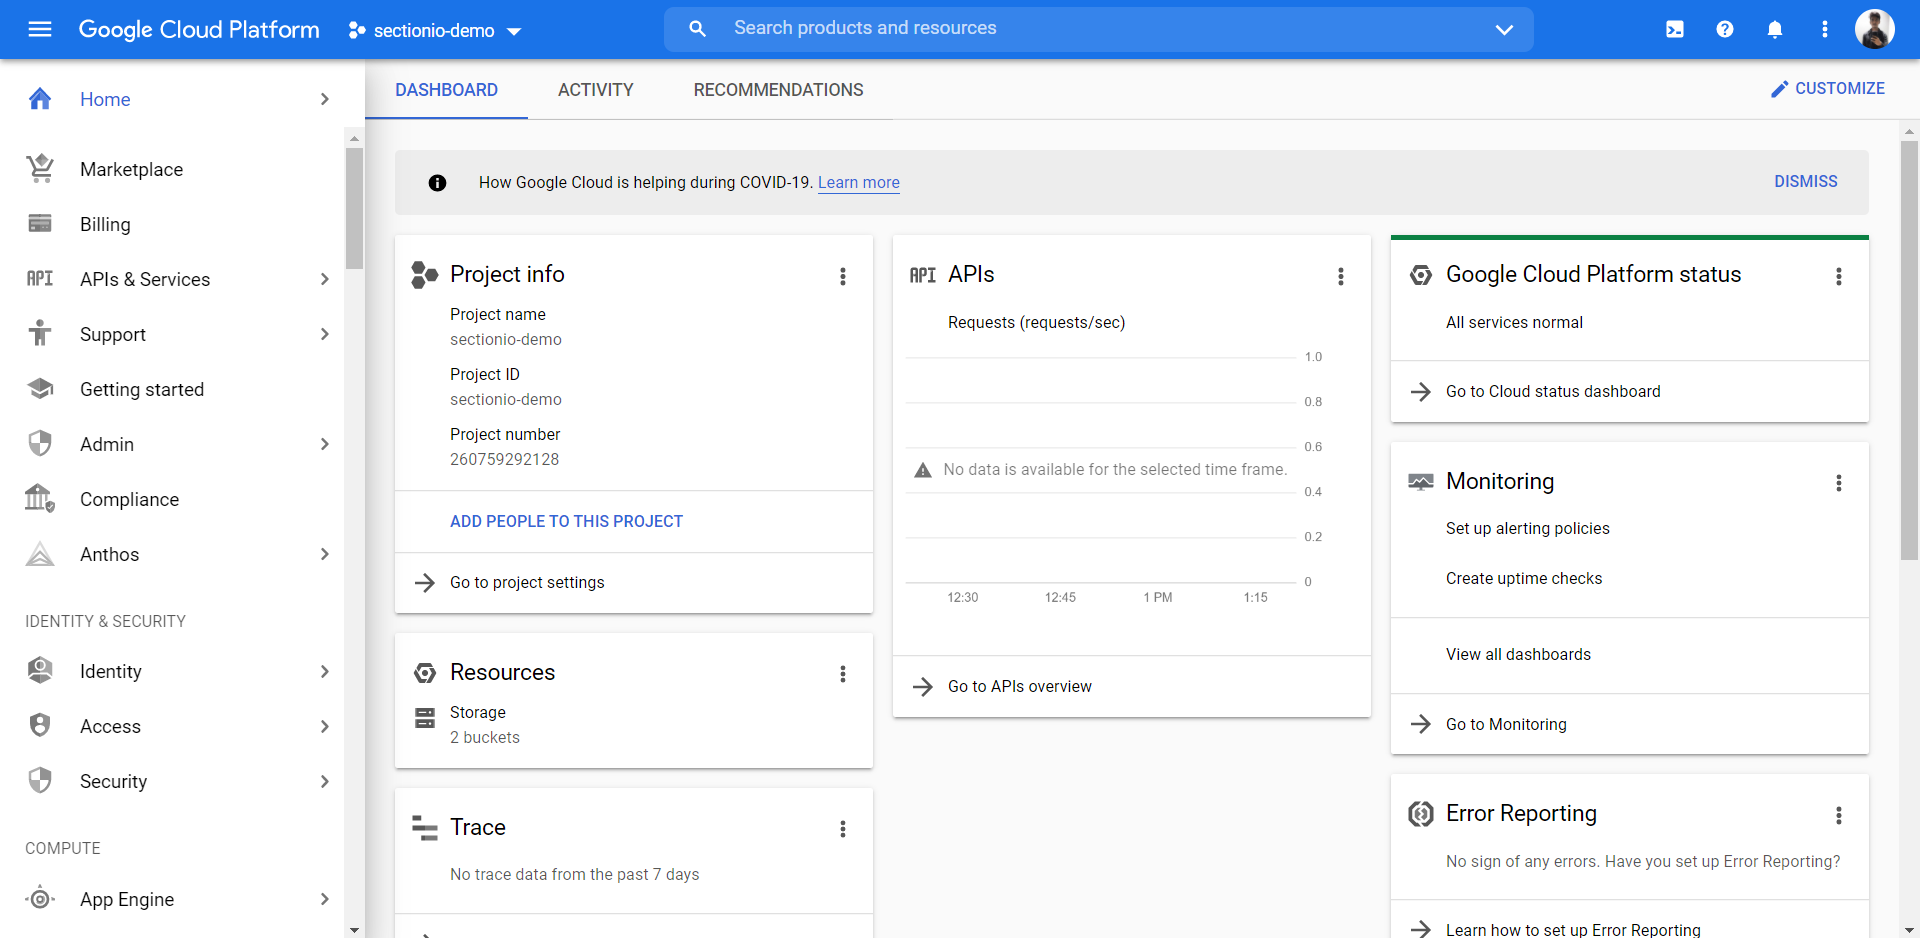 Google Cloud Platform
sectionio-demo
Search products and resources
Home
Marketplace
Billing
API
APIs & Services
Support
Getting started
Admin
Compliance
Anthos
IDENTITY & SECURITY
Identity
Access
Security
COMPUTE
App Engine
DASHBOARD
ACTIVITY
RECOMMENDATIONS
CUSTOMIZE
How Google Cloud is helping during COVID-19. Learn more
DISMISS
Project info
Project name
sectionio-demo
Project ID
sectionio-demo
Project number
260759292128
ADD PEOPLE TO THIS PROJECT
Go to project settings
Resources
Storage
2 buckets
Trace
No trace data from the past 7 days
API
APIs
Requests (requests/sec)
1.0
0.8
0.6
No data is available for the selected time frame.
0.4
0.2
0
12:30
12:45
1 PM
1:15
Go to APIs overview
Google Cloud Platform status
All services normal
Go to Cloud status dashboard
Monitoring
Set up alerting policies
Create uptime checks
View all dashboards
Go to Monitoring
Error Reporting
No sign of any errors. Have you set up Error Reporting?
Learn how to set up Error Reporting